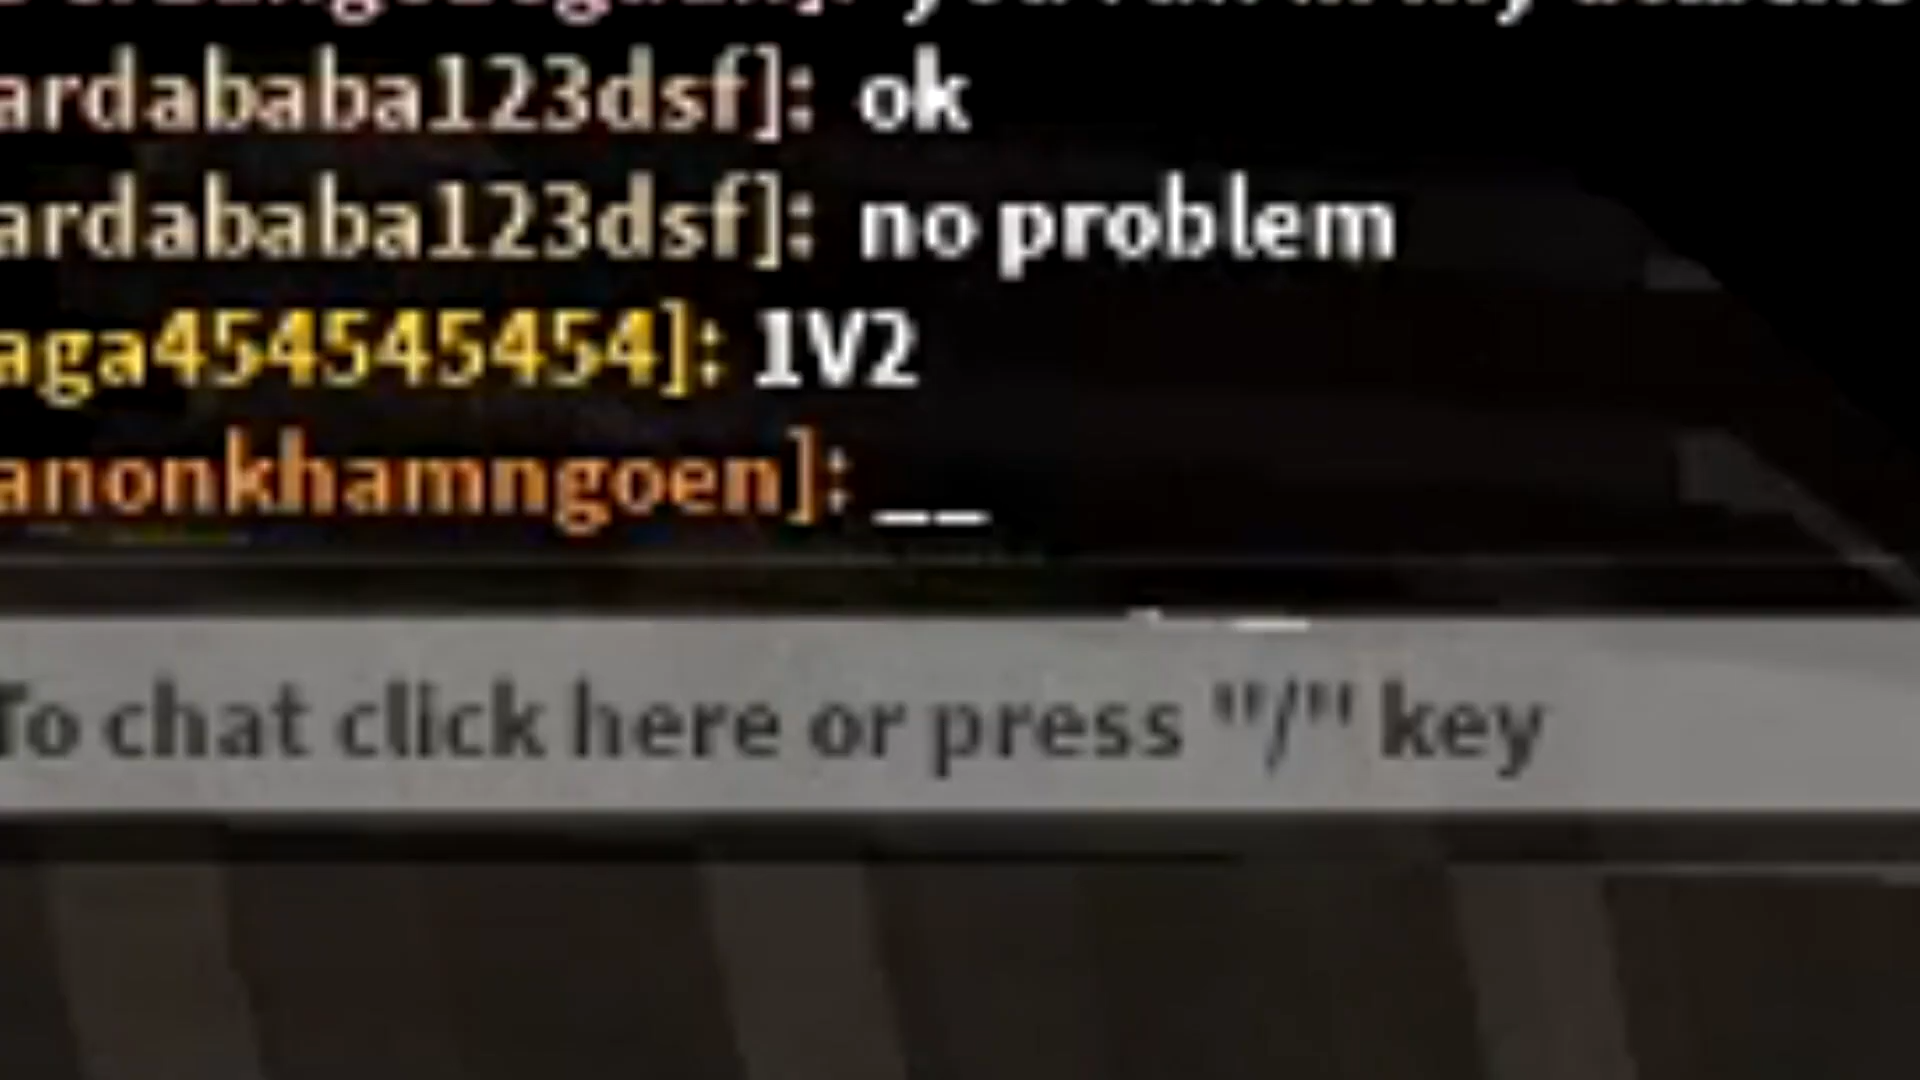 ardababa123dsf]: ok
ardababa123dsf]: no problem
aga454545454]: 1V2
anonkhamngoen]: __
To chat click here or press "/" key